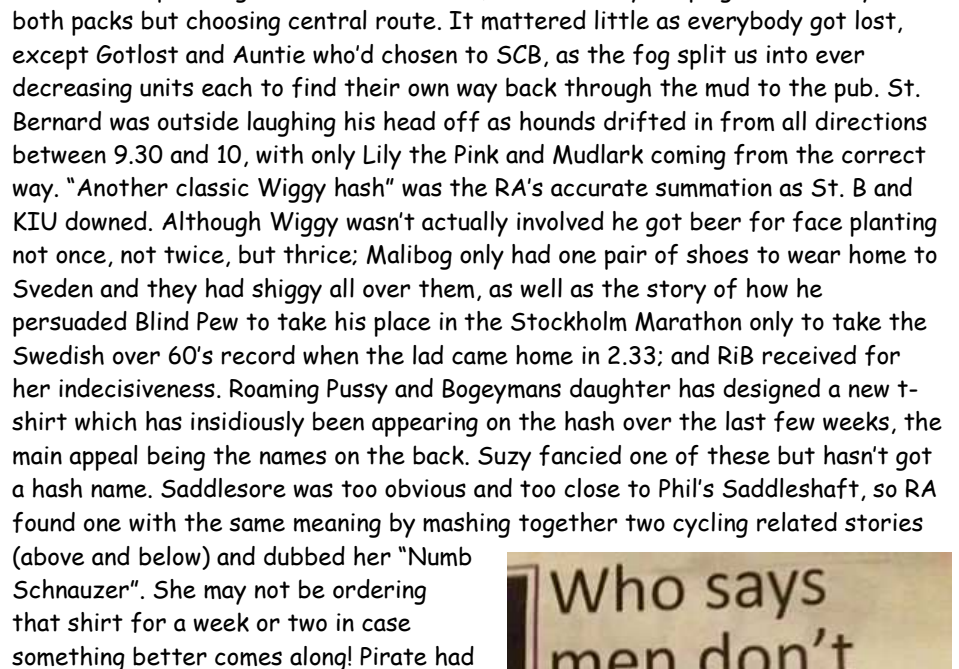 both packs but choosing central route. It mattered little as everybody got lost,
except Gotlost and Auntie who'd chosen to SCB, as the fog split us into ever
decreasing units each to find their own way back through the mud to the pub. St.
Bernard was outside laughing his head off as hounds drifted in from all directions
between 9.30 and 10, with only Lily the Pink and Mudlark coming from the correct
way. “Another classic Wiggy hash” was the RA's accurate summation as St. B and
KIU downed. Although Wiggy wasn't actually involved he got beer for face planting
not once, not twice, but thrice; Malibog only had one pair of shoes to wear home to
Sveden and they had shiggy all over them, as well as the story of how he
persuaded Blind Pew to take his place in the Stockholm Marathon only to take the
Swedish over 60's record when the lad came home in 2.33; and RiB received for
her indecisiveness. Roaming Pussy and Bogeymans daughter has designed a new t-
shirt which has insidiously been appearing on the hash over the last few weeks, the
main appeal being the names on the back. Suzy fancied one of these but hasn't got
a hash name. Saddlesore was too obvious and too close to Phil's Saddleshaft, so RA
found one with the same meaning by mashing together two cycling related stories
(above and below) and dubbed her “Numb
Schnauzer”. She may not be ordering
that shirt for a week or two in case
something better comes along! Pirate had
Who says
men don't